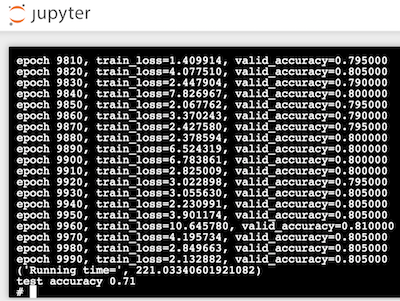 jupyter
epoch 9810, train_loss=1.409914, valid_accuracy=0.795000
epoch 9820, train_loss=4.077510, valid_accuracy=0.805000
epoch 9830, train_loss=2.447904, valid_accuracy=0.790000
epoch 9840, train_loss=7.826967, valid_accuracy=0.800000
epoch 9850, train_loss=2.067762, valid_accuracy=0.795000
epoch 9860, train_loss=3.370243, valid_accuracy=0.790000
epoch 9870, train_loss=2.427580, valid_accuracy=0.795000
epoch 9880, train_loss=2.378594, valid_accuracy=0.800000
epoch 9890, train_loss=6.524319, valid_accuracy=0.800000
epoch 9900, train_loss=6.783861, valid_accuracy=0.800000
epoch 9910, train_loss=2.825009, valid_accuracy=0.800000
epoch 9920, train_loss=3.022898, valid_accuracy=0.795000
epoch 9930, train_loss=3.055630, valid_accuracy=0.805000
epoch 9940, train_loss=2.230991, valid_accuracy=0.805000
epoch 9950, train_loss=3.901174, valid_accuracy=0.805000
epoch 9960, train_loss=10.645780, valid_accuracy=0.810000
epoch 9970, train_loss=4.195734, valid_accuracy=0.805000
epoch 9980, train_loss=2.849663, valid_accuracy=0.805000
epoch 9990, train_loss=2.132882, valid_accuracy=0.805000
('Running time=', 221.03340601921082)
test accuracy 0.71
#